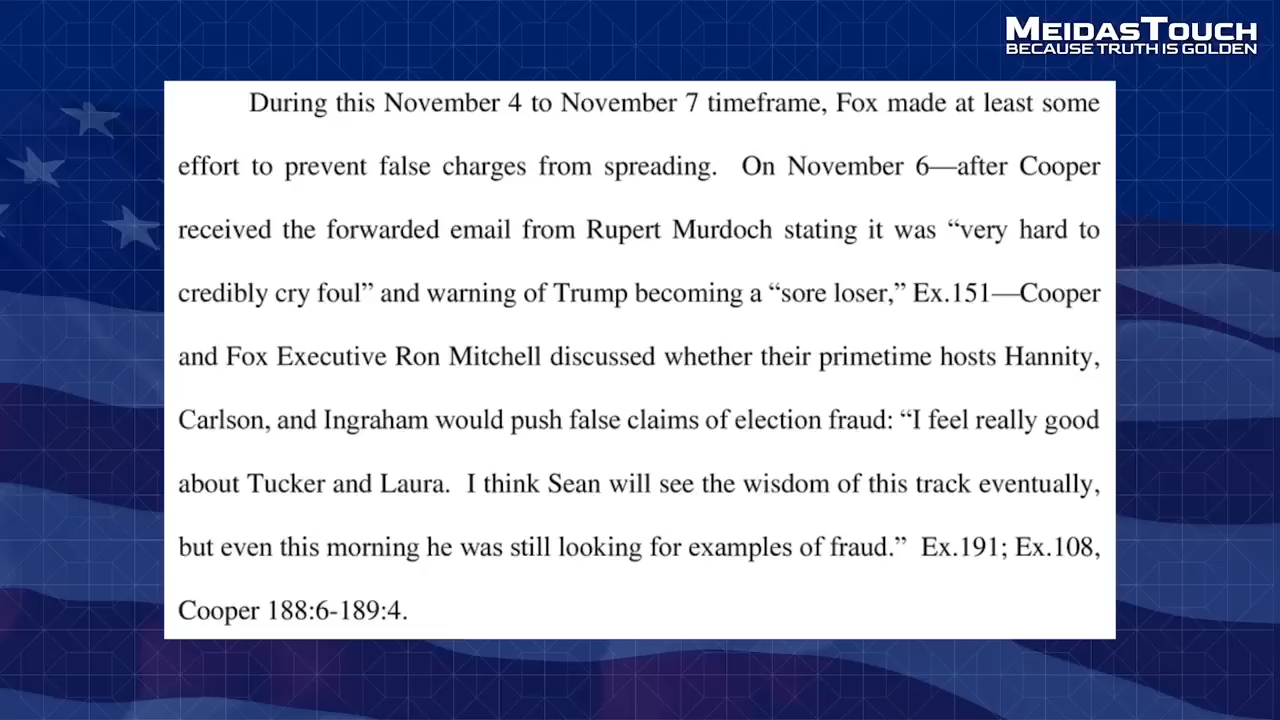 MEIDASTOUCH
BECAUSE TRUTH IS GOLDEN
During this November 4 to November 7 timeframe, Fox made at least some
effort to prevent false charges from spreading.  On November 6—after Cooper
received the forwarded email from Rupert Murdoch stating it was “very hard to
credibly cry foul” and warning of Trump becoming a “sore loser,” Ex.151—Cooper
and Fox Executive Ron Mitchell discussed whether their primetime hosts Hannity,
Carlson, and Ingraham would push false claims of election fraud: “I feel really good
about Tucker and Laura.  I think Sean will see the wisdom of this track eventually,
but even this morning he was still looking for examples of fraud.”  Ex.191; Ex.108,
Cooper 188:6-189:4.